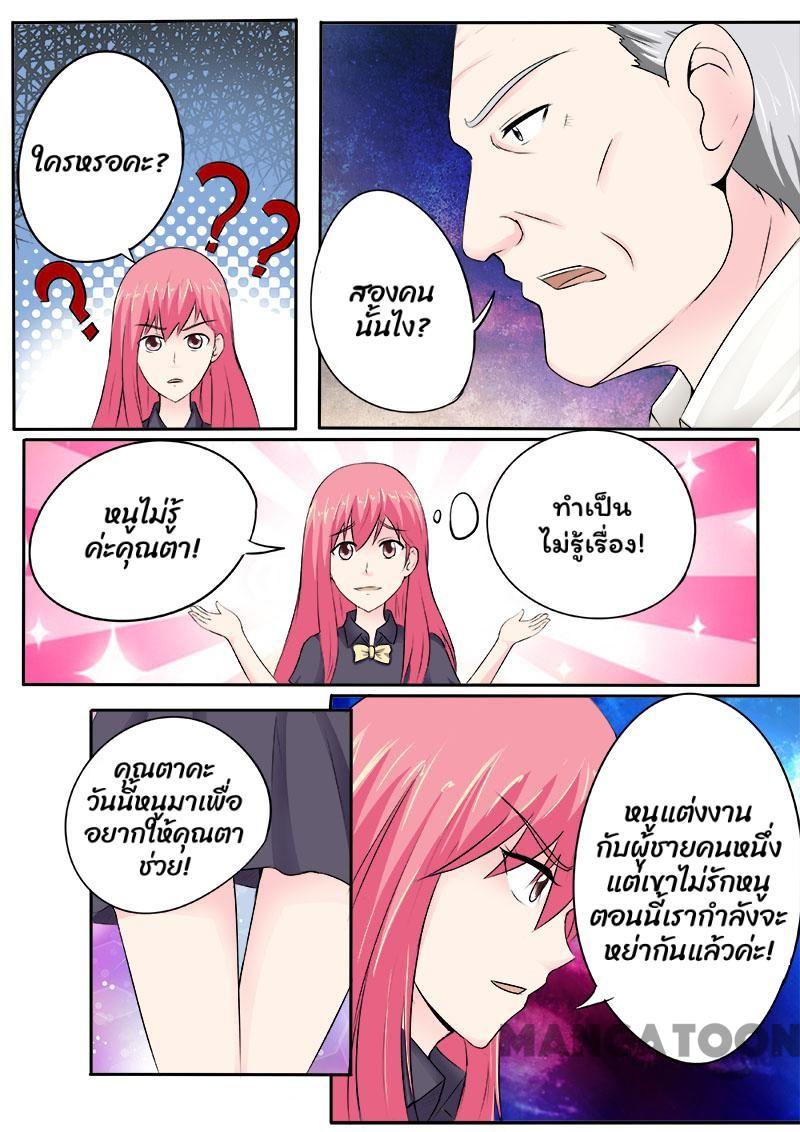 ใครหรอคะ?
? ? ?
สองคน
นั้นไง?
หนูไม่รู้
ค่ะคุณตา!
ทำเป็น
ไม่รู้เรื่อง!
คุณตาคะ
วันนี้หนูมาเพื่อ
อยากให้คุณตา
ช่วย!
หนูแต่งงาน
กับผู้ชายคนหนึ่ง
แต่เขาไม่รักหนู
ตอนนี้เรากำลังจะ
หย่ากันแล้วค่ะ!
MANGATOON